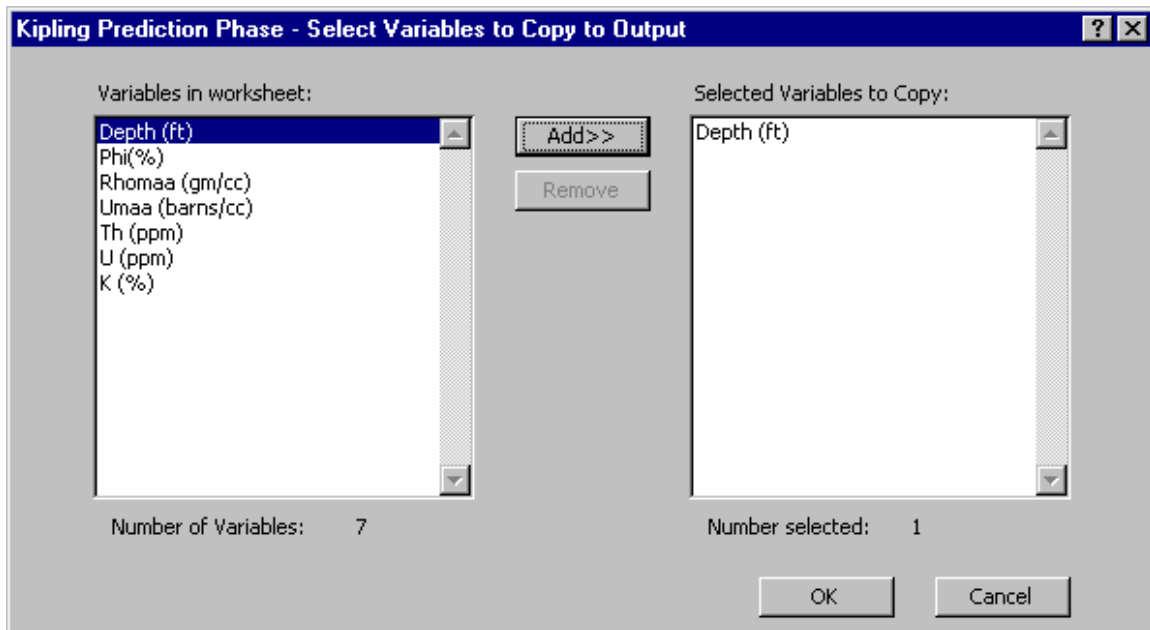 Kipling Prediction Phase - Select Variables to Copy to Output
Variables in worksheet:
Depth (ft)
Phi(%)
Rhomaa (gm/cc)
Umaa (barns/cc)
Th (ppm)
U (ppm)
K (%)
Number of Variables: 7
Add>>
Remove
Selected Variables to Copy:
Depth (ft)
Number selected: 1
OK
Cancel